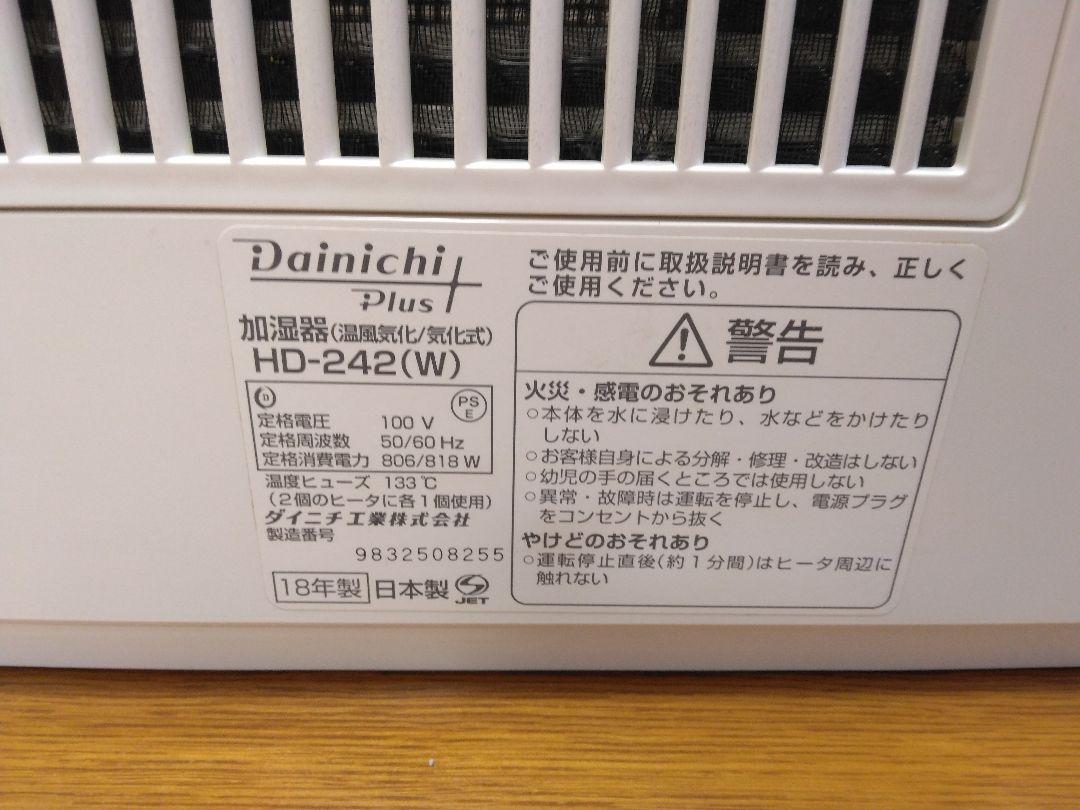 Dainichi
Plus
加湿器(温風気化/気化式)
HD-242(W)
PS
E
定格電圧 100 V
定格周波数 50/60 Hz
定格消費電力 806/818 W
温度ヒューズ 133℃
(2個のヒータに各1個使用)
ダイニチ工業株式会社
製造番号
9832508255
18年製 日本製 JET
ご使用前に取扱説明書を読み、正しく
ご使用ください。
警告
火災・感電のおそれあり
○本体を水に浸けたり、水などをかけたり
しない
○お客様自身による分解・修理・改造はしない
○幼児の手の届くところでは使用しない
○異常・故障時は運転を停止し、電源プラグ
をコンセントから抜く
やけどのおそれあり
○運転停止直後(約1分間)はヒータ周辺に
触れない